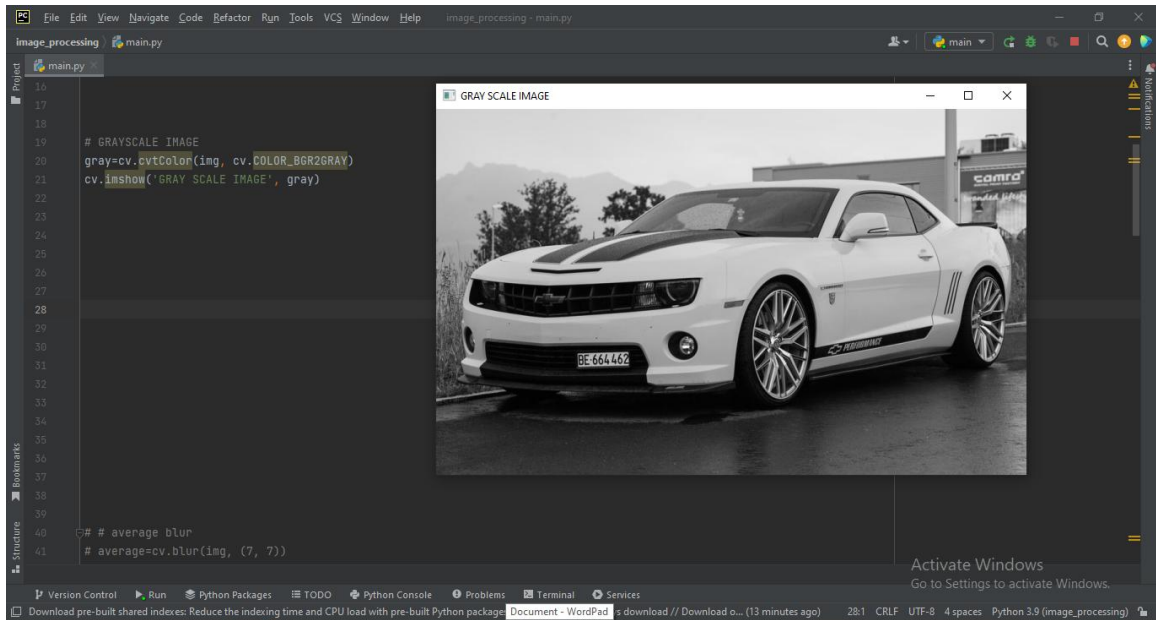 PC File Edit View Navigate Code Refactor Run Tools VCS Window Help image_processing - main.py
image_processing main.py main
Project
main.py
Notifications
16
17
18
19 # GRAYSCALE IMAGE
20 gray=cv.cvtColor(img, cv.COLOR_BGR2GRAY)
21 cv.imshow('GRAY SCALE IMAGE', gray)
22
23
24
25
26
27
28
29
30
31
32
33
34
35
36
37
38
39
40 # # average blur
41 # average=cv.blur(img, (7, 7))
GRAY SCALE IMAGE
camra
BE·664 462
PERFORMANCE
Bookmarks
Structure
Activate Windows
Go to Settings to activate Windows.
Version Control Run Python Packages TODO Python Console Problems Terminal Services
Download pre-built shared indexes: Reduce the indexing time and CPU load with pre-built Python package Document - WordPad s download // Download o... (13 minutes ago) 28:1 CRLF UTF-8 4 spaces Python 3.9 (image_processing)